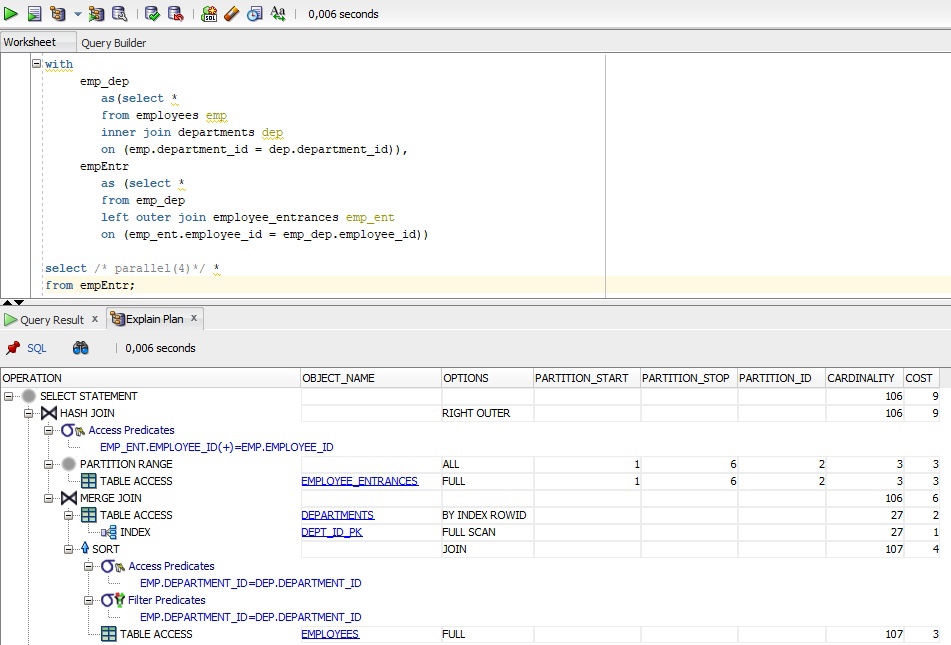 0,006 seconds
Worksheet Query Builder
with
emp_dep
as(select *
from employees emp
inner join departments dep
on (emp.department_id = dep.department_id)),
empEntr
as (select *
from emp_dep
left outer join employee_entrances emp_ent
on (emp_ent.employee_id = emp_dep.employee_id))
select /* parallel(4)*/ *
from empEntr;
Query Result x Explain Plan x
SQL 0,006 seconds
OPERATION OBJECT_NAME OPTIONS PARTITION_START PARTITION_STOP PARTITION_ID CARDINALITY COST
SELECT STATEMENT 106 9
HASH JOIN RIGHT OUTER 106 9
Access Predicates
EMP_ENT.EMPLOYEE_ID(+)=EMP.EMPLOYEE_ID
PARTITION RANGE ALL 1 6 2 3 3
TABLE ACCESS EMPLOYEE_ENTRANCES FULL 1 6 2 3 3
MERGE JOIN 106 6
TABLE ACCESS DEPARTMENTS BY INDEX ROWID 27 2
INDEX DEPT_ID_PK FULL SCAN 27 1
SORT JOIN 107 4
Access Predicates
EMP.DEPARTMENT_ID=DEP.DEPARTMENT_ID
Filter Predicates
EMP.DEPARTMENT_ID=DEP.DEPARTMENT_ID
TABLE ACCESS EMPLOYEES FULL 107 3